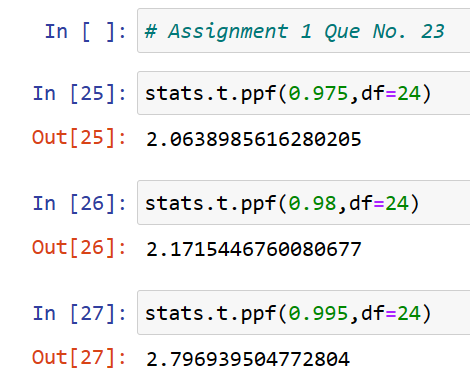 In [ ]: # Assignment 1 Que No. 23
In [25]: stats.t.ppf(0.975,df=24)
Out[25]: 2.0638985616280205
In [26]: stats.t.ppf(0.98,df=24)
Out[26]: 2.1715446760080677
In [27]: stats.t.ppf(0.995,df=24)
Out[27]: 2.796939504772804